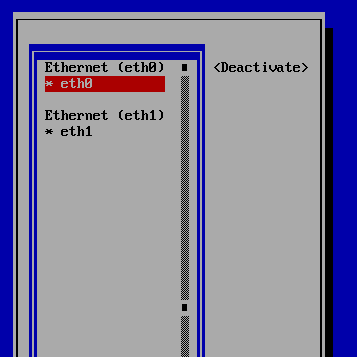 Ethernet (eth0)
<Deactivate>
* eth0
Ethernet (eth1)
* eth1